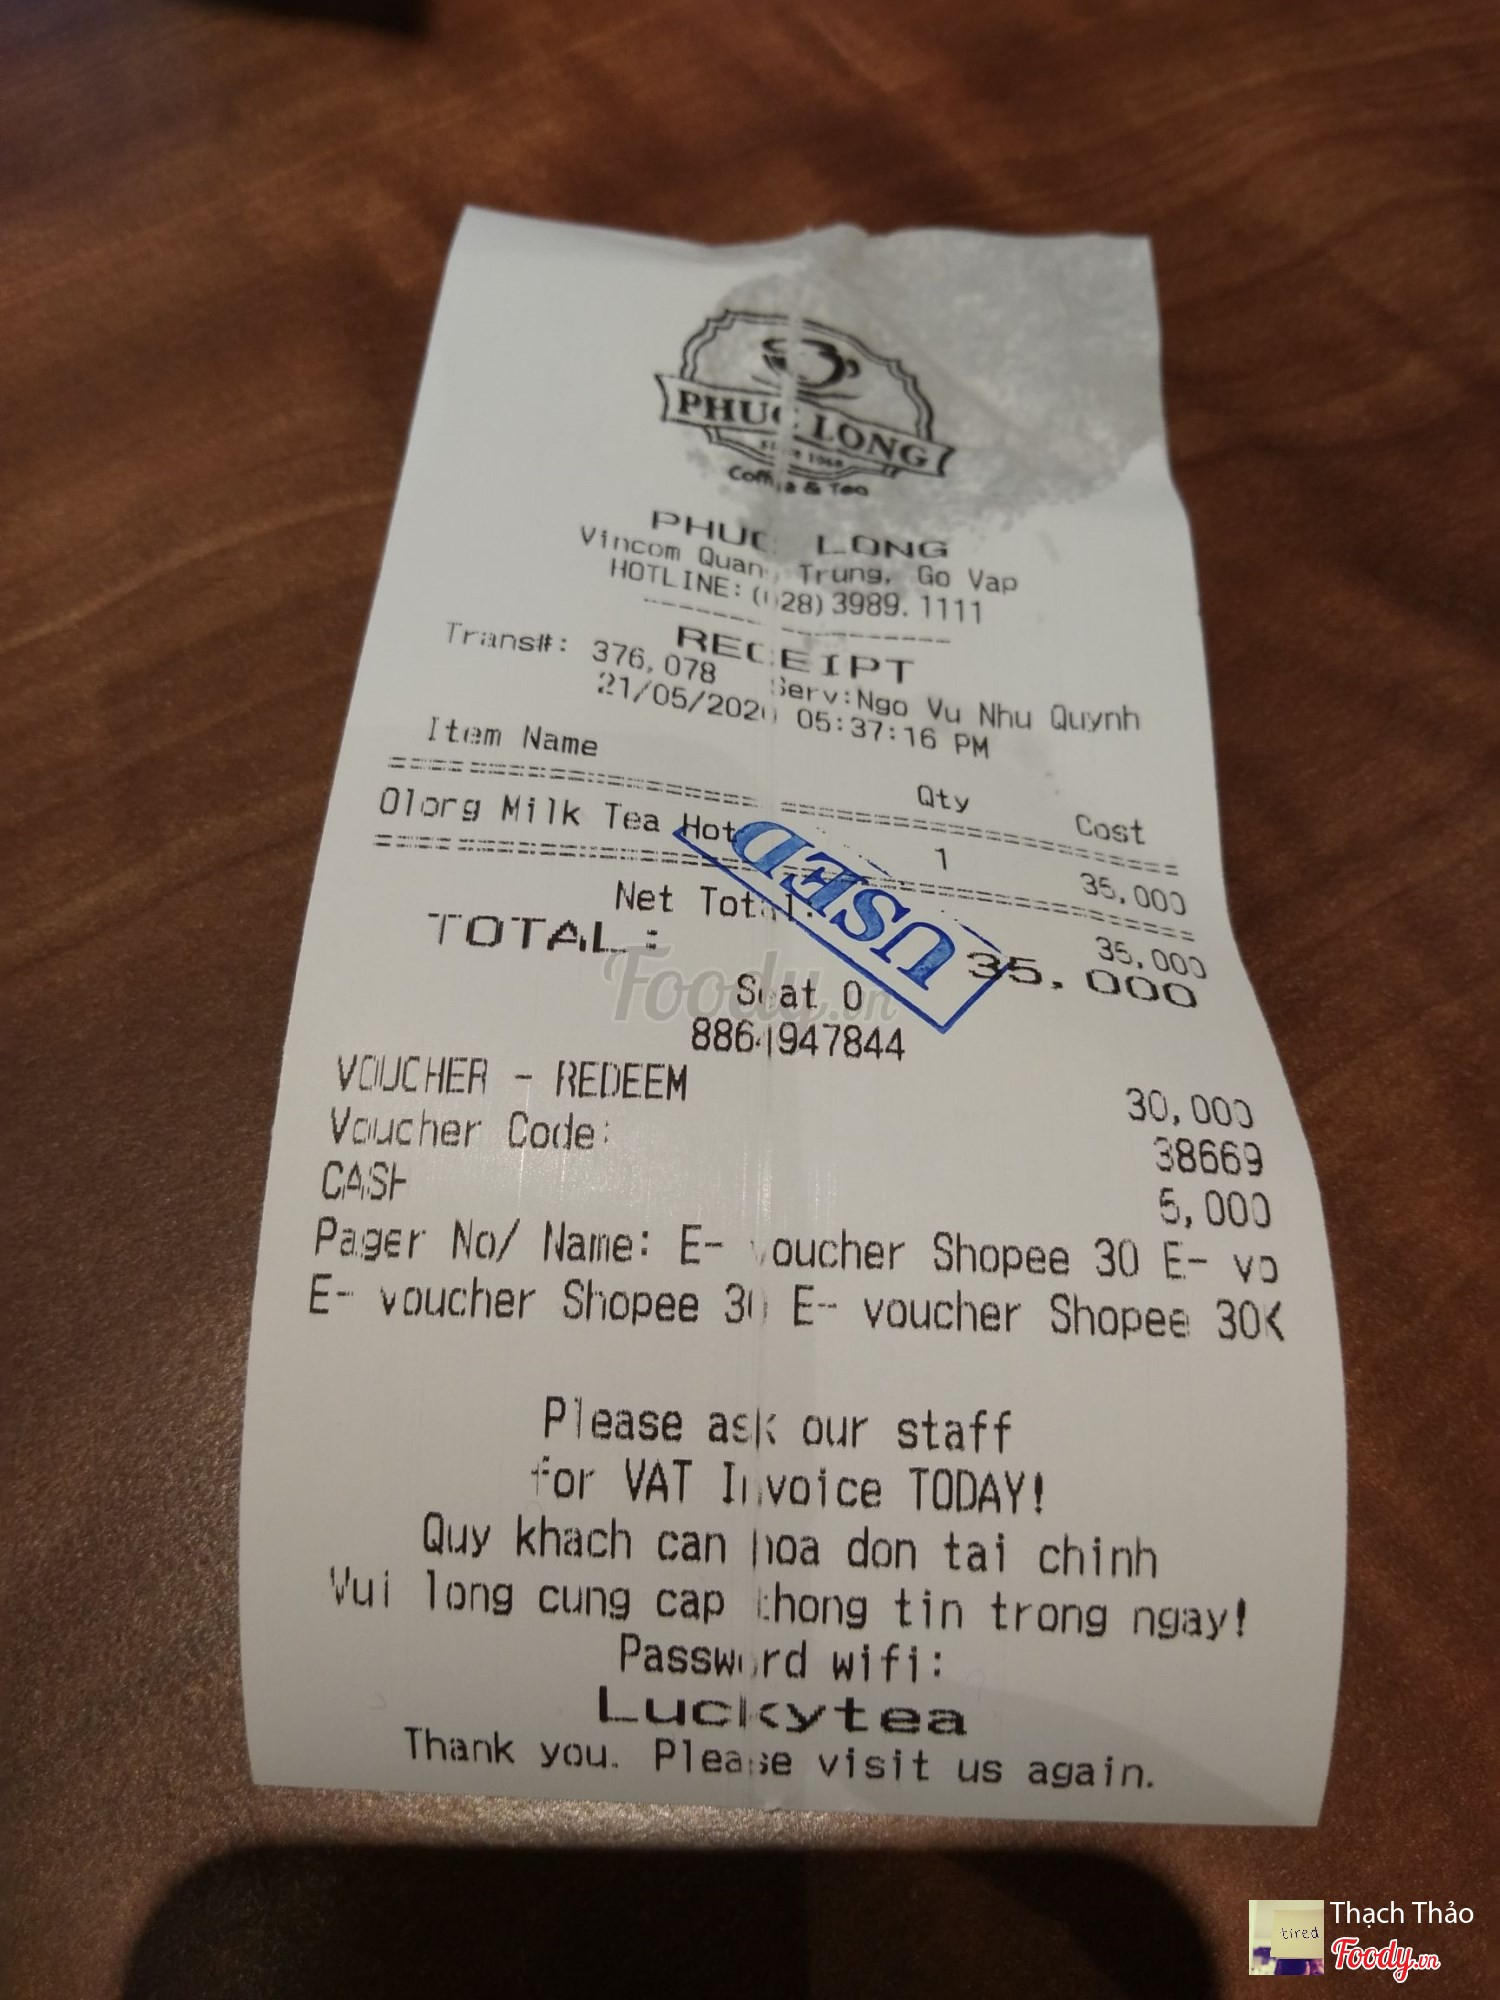 PHUC LONG
SINCE 1968
Coffee & Tea
PHUC LONG
Vincom Quang Trung, Go Vap
HOTLINE: (028) 3989. 1111
RECEIPT
Trans#: 376,078 Serv:Ngo Vu Nhu Quynh
21/05/2020 05:37:16 PM
Item Name Qty Cost
Olong Milk Tea Hot 1 35,000
USED
Net Total: 35,000
TOTAL: 35,000
Seat 0
8864947844
VOUCHER - REDEEM 30,000
Voucher Code: 38669
CASH 5,000
Pager No/ Name: E- voucher Shopee 30 E- vo
E- voucher Shopee 30 E- voucher Shopee 30K
Please ask our staff
for VAT Invoice TODAY!
Quy khach can hoa don tai chinh
Vui long cung cap thong tin trong ngay!
Password wifi:
Luckytea
Thank you. Please visit us again.
Foody.vn
tired
Thạch Thảo
Foody.vn